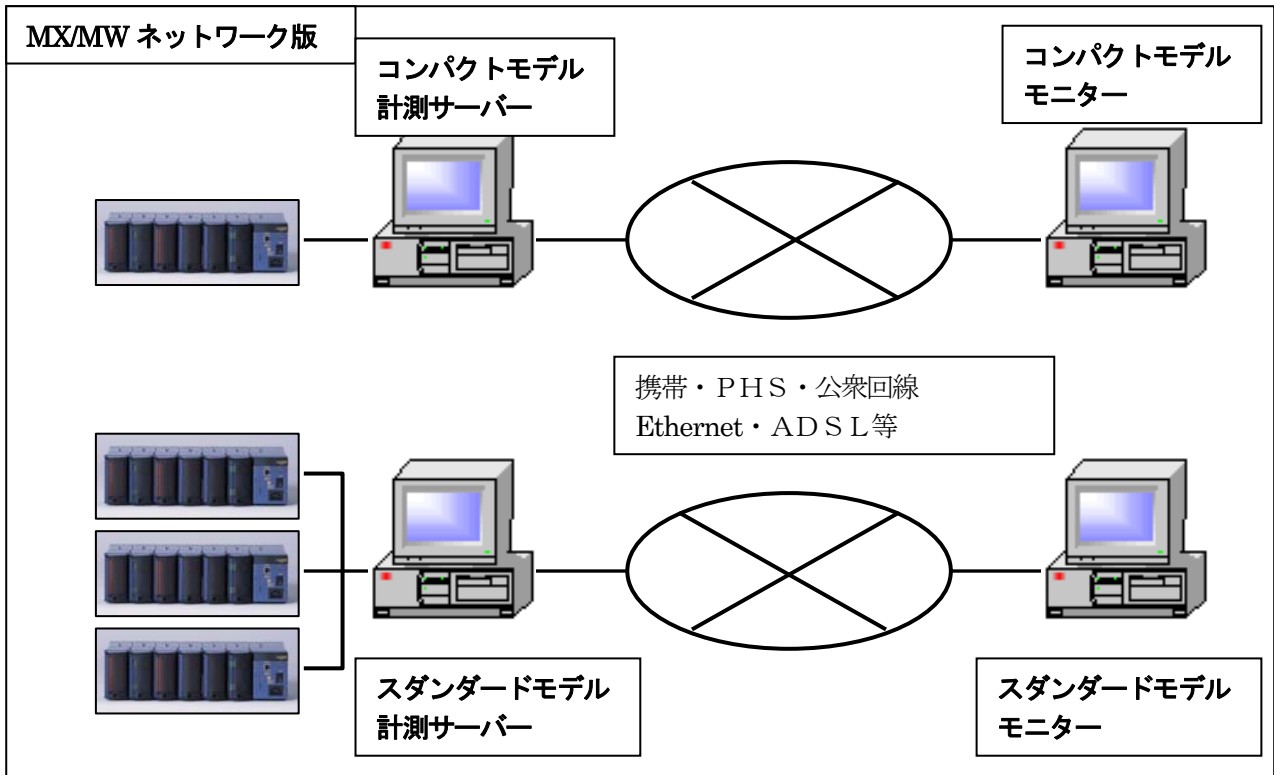 MX/MW ネットワーク版
コンパクトモデル
計測サーバー
コンパクトモデル
モニター
携帯・ＰＨＳ・公衆回線
Ethernet・ＡＤＳＬ等
スダンダードモデル
計測サーバー
スダンダードモデル
モニター